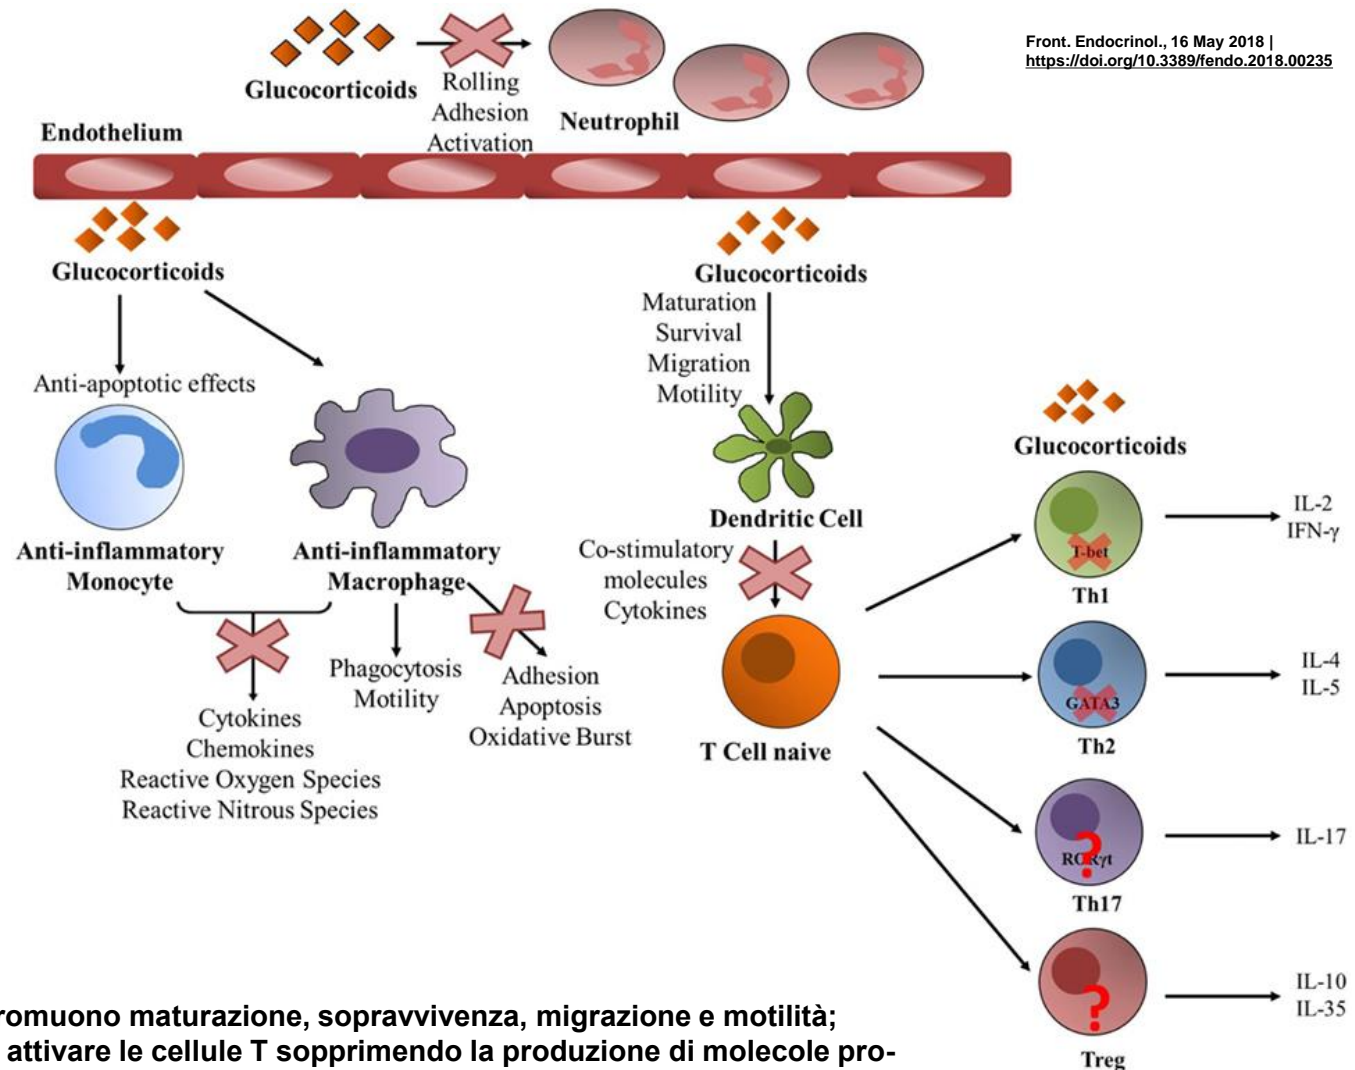 Front. Endocrinol., 16 May 2018 |
https://doi.org/10.3389/fendo.2018.00235
Glucocorticoids
Rolling
Adhesion
Activation
Neutrophil
Endothelium
Glucocorticoids
Anti-apoptotic effects
Anti-inflammatory
Monocyte
Anti-inflammatory
Macrophage
Cytokines
Chemokines
Reactive Oxygen Species
Reactive Nitrous Species
Phagocytosis
Motility
Adhesion
Apoptosis
Oxidative Burst
Glucocorticoids
Maturation
Survival
Migration
Motility
Dendritic Cell
Co-stimulatory
molecules
Cytokines
T Cell naive
Glucocorticoids
T-bet
Th1
IL-2
IFN-γ
GATA3
Th2
IL-4
IL-5
RORγt
?
Th17
IL-17
?
Treg
IL-10
IL-35
romuono maturazione, sopravvivenza, migrazione e motilità;
attivare le cellule T sopprimendo la produzione di molecole pro-